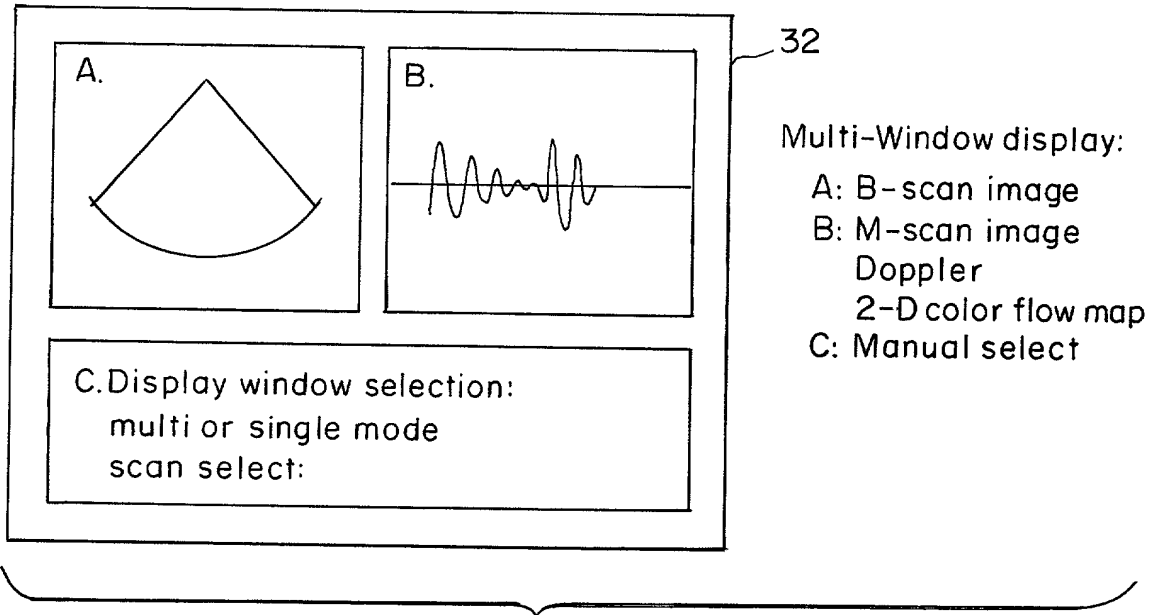 A.
B.
32
C.Display window selection:
multi or single mode
scan select:
Multi-Window display:
A: B-scan image
B: M-scan image
Doppler
2-D color flow map
C: Manual select